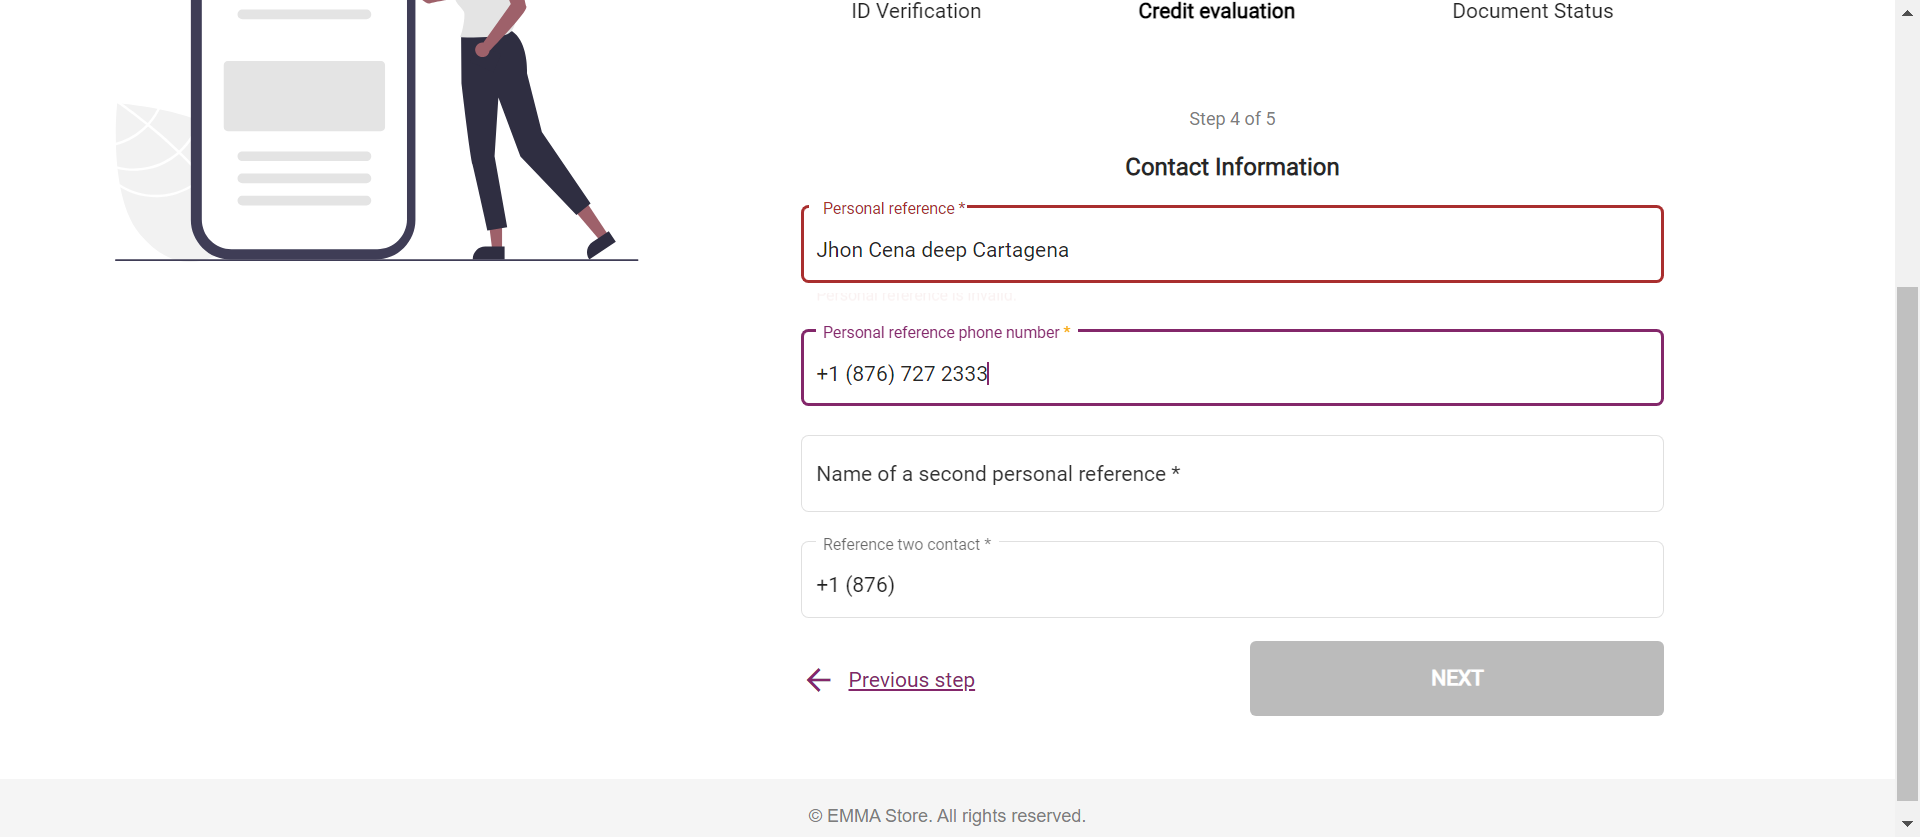 ID Verification
Credit evaluation
Document Status
Step 4 of 5
Contact Information
Personal reference *
Jhon Cena deep Cartagena
Personal reference is invalid.
Personal reference phone number *
+1 (876) 727 2333
Name of a second personal reference *
Reference two contact *
+1 (876)
Previous step
NEXT
© EMMA Store. All rights reserved.